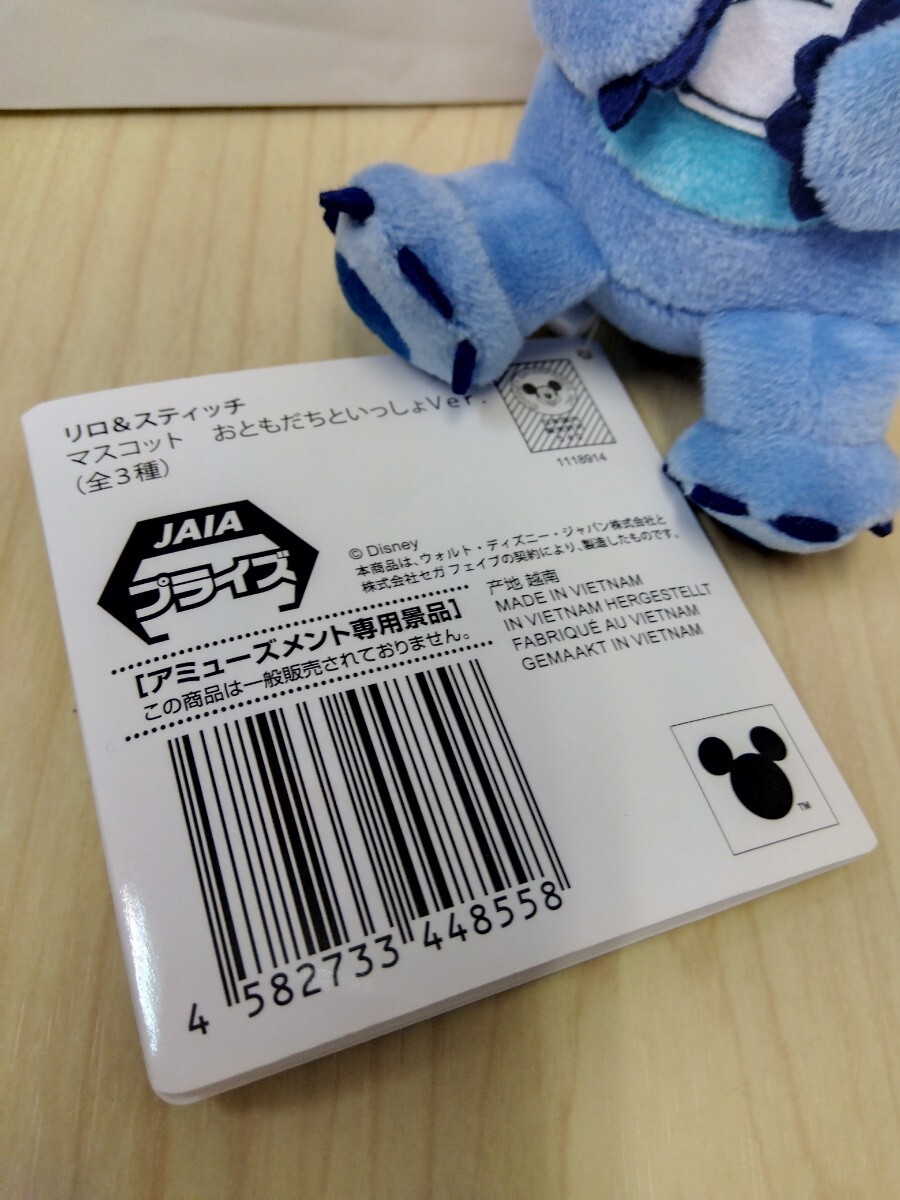 リロ&スティッチ
マスコット おともだちといっしょVer.
(全3種)
1118914
JAIA
プライズ
© Disney
本商品は、ウォルト・ディズニー・ジャパン株式会社と
株式会社セガ フェイブの契約により、製造したものです。
产地 越南
MADE IN VIETNAM
IN VIETNAM HERGESTELLT
FABRIQUÉ AU VIETNAM
GEMAAKT IN VIETNAM
[アミューズメント専用景品]
この商品は一般販売されておりません。
TM
4 582733 448558